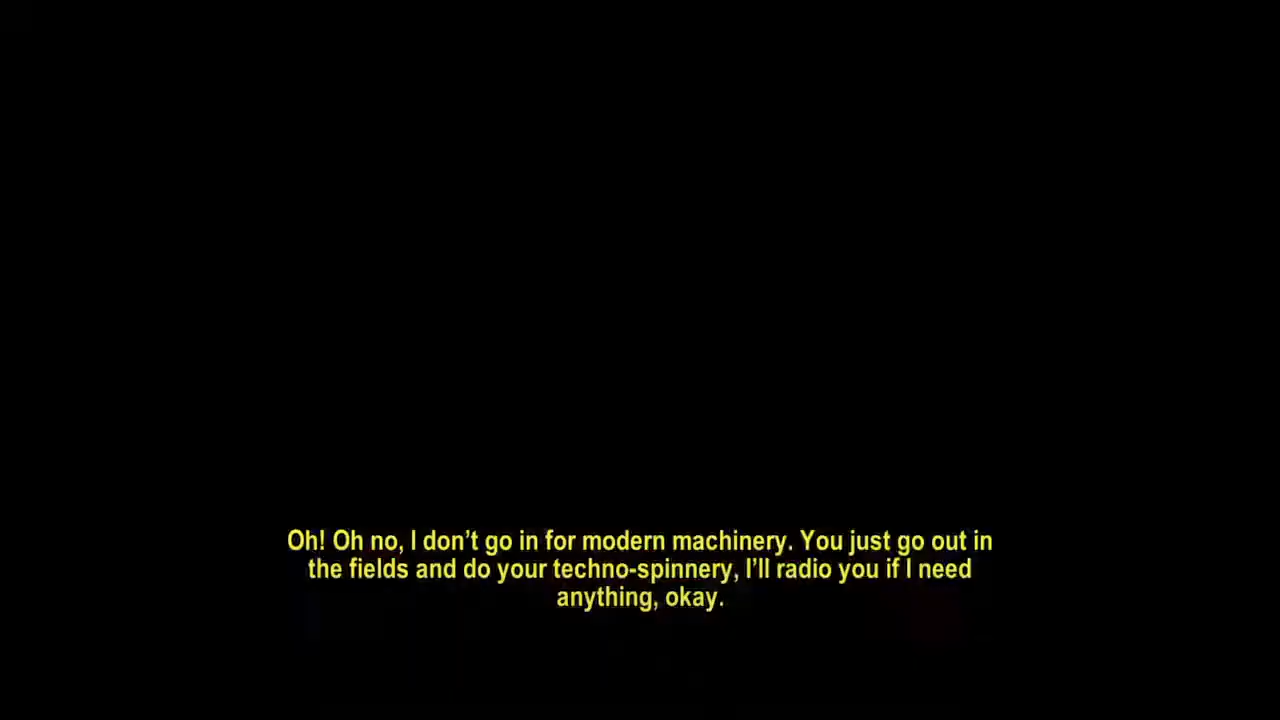 Oh! Oh no, I don’t go in for modern machinery. You just go out in
the fields and do your techno-spinnery, I’ll radio you if I need
anything, okay.